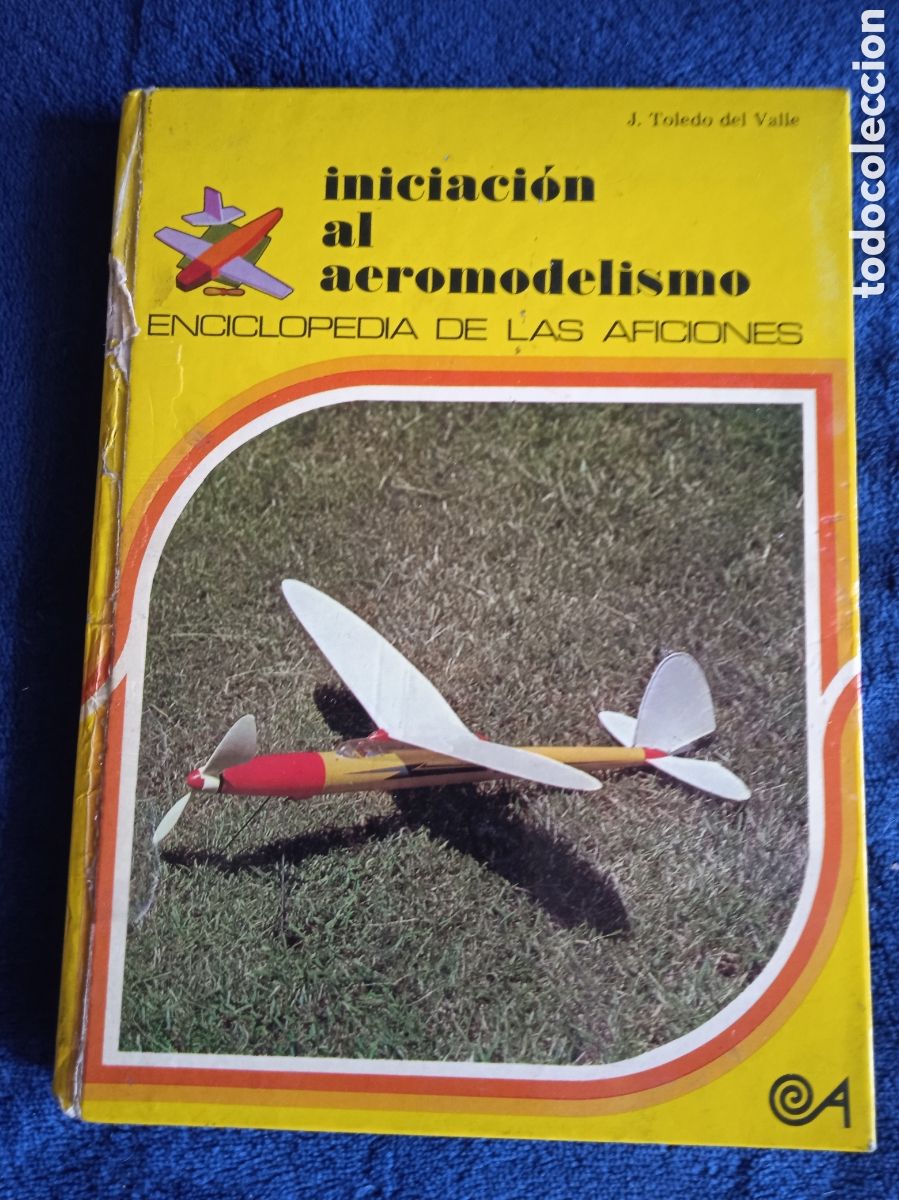 J. Toledo del Valle
iniciación
al
aeromodelismo
ENCICLOPEDIA DE LAS AFICIONES
A
todocoleccion